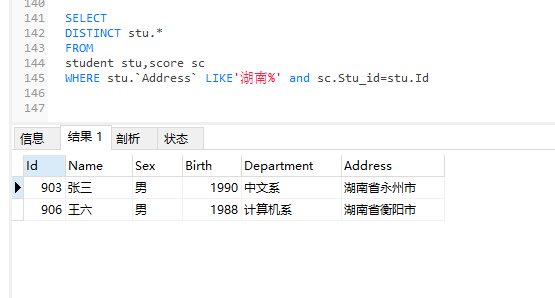 140
141 SELECT
142 DISTINCT stu.*
143 FROM
144 student stu,score sc
145 WHERE stu.`Address` LIKE'湖南%' and sc.Stu_id=stu.Id
146
147
信息 结果 1 剖析 状态
Id Name Sex Birth Department Address
903 张三 男 1990 中文系 湖南省永州市
906 王六 男 1988 计算机系 湖南省衡阳市